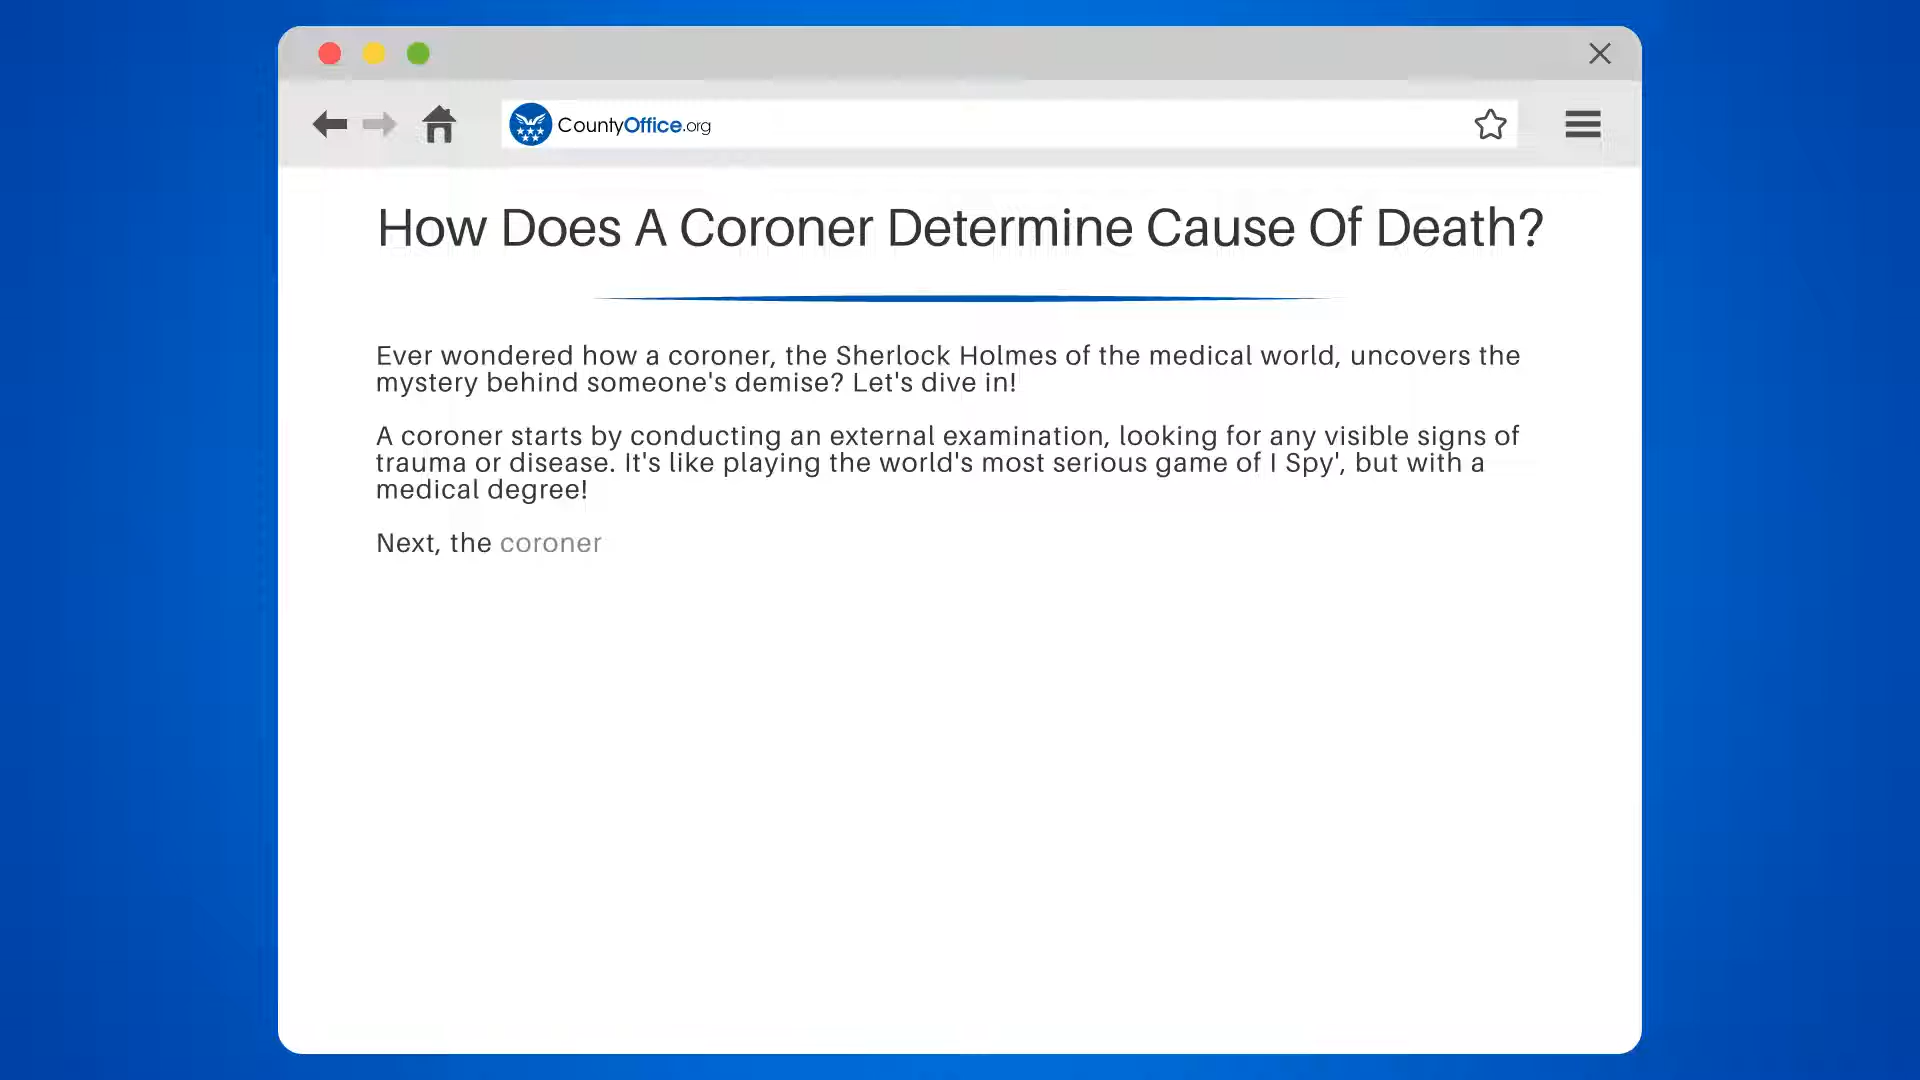 CountyOffice.org
How Does A Coroner Determine Cause Of Death?
Ever wondered how a coroner, the Sherlock Holmes of the medical world, uncovers the
mystery behind someone's demise? Let's dive in!
A coroner starts by conducting an external examination, looking for any visible signs of
trauma or disease. It's like playing the world's most serious game of I Spy', but with a
medical degree!
Next, the coroner